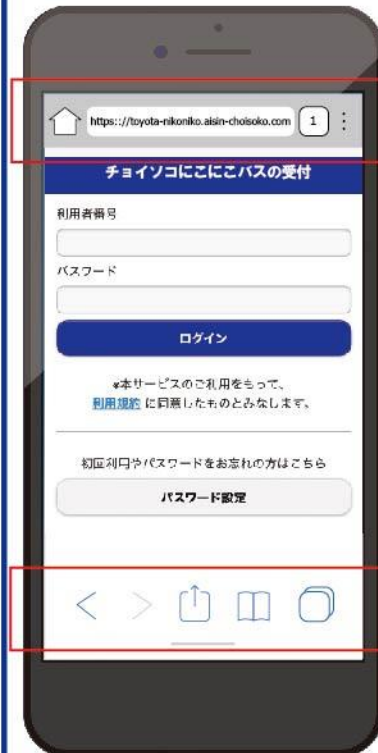 https://toyota-nikoniko.aisin-choisoko.com
1
チョイソコにこにこバスの受付
利用者番号
パスワード
ログイン
※本サービスのご利用をもって、
利用規約 に同意したものとみなします。
初回利用やパスワードをお忘れの方はこちら
パスワード設定